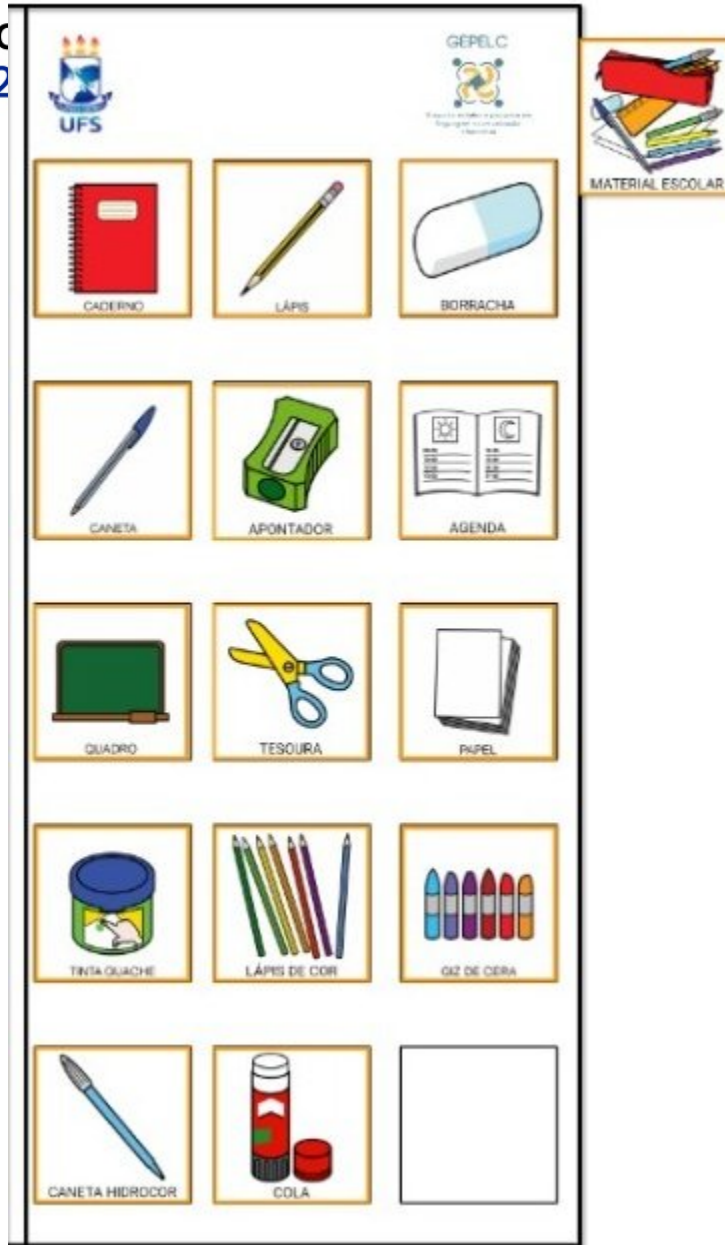 GEPELC
UFS
MATERIAL ESCOLAR
CADERNO
LÁPIS
BORRACHA
CANETA
APONTADOR
AGENDA
QUADRO
TESOURA
PAPEL
TINTA GUACHE
LÁPIS DE COR
GIZ DE CERA
CANETA HIDROCOR
COLA